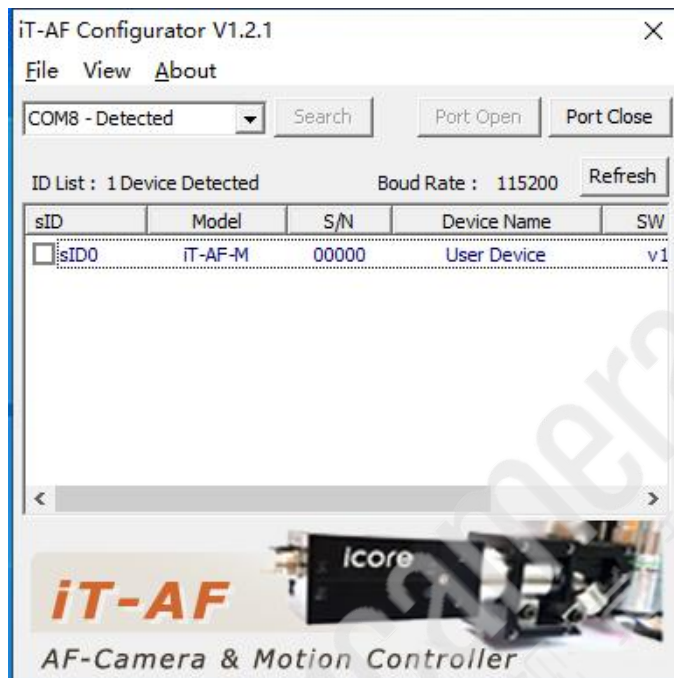 iT-AF Configurator V1.2.1
File View About
COM8 - Detected Search Port Open Port Close
ID List : 1 Device Detected Boud Rate : 115200 Refresh
sID Model S/N Device Name SW
sID0 iT-AF-M 00000 User Device v1
Icore
iT-AF
AF-Camera & Motion Controller
camera